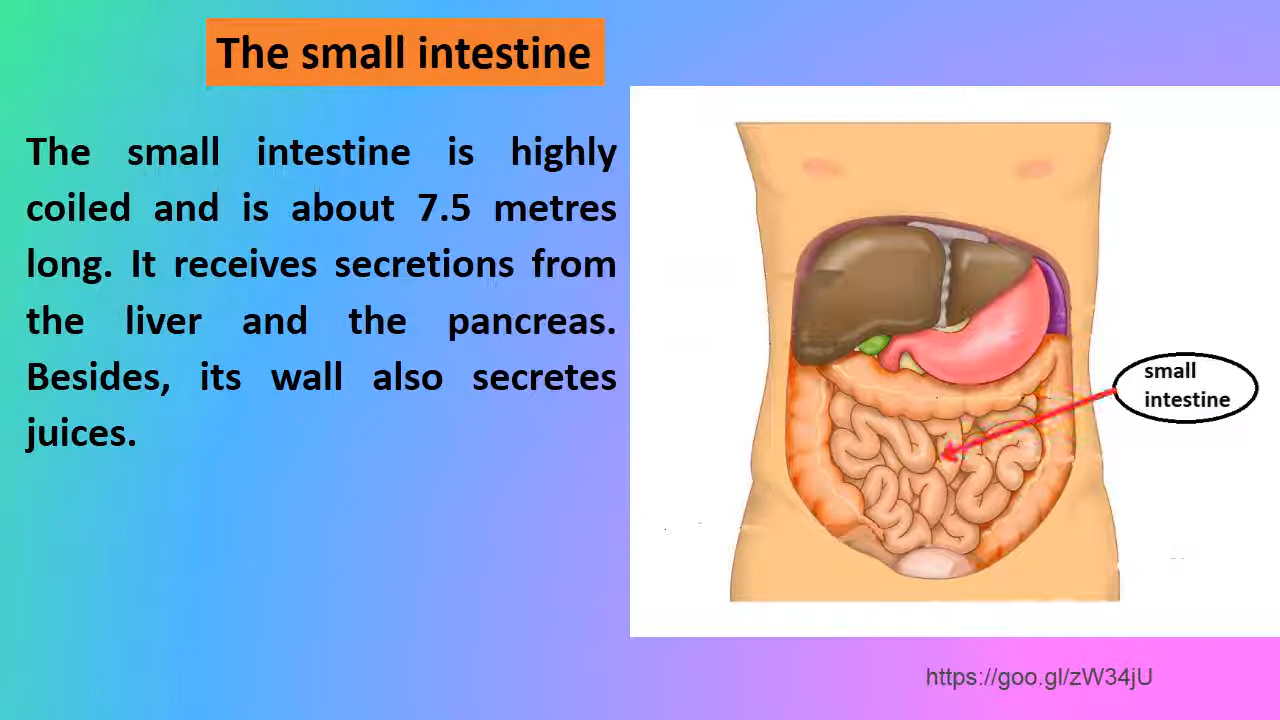 The small intestine
The small intestine is highly
coiled and is about 7.5 metres
long. It receives secretions from
the liver and the pancreas.
Besides, its wall also secretes
juices.
small
intestine
https://goo.gl/zW34jU